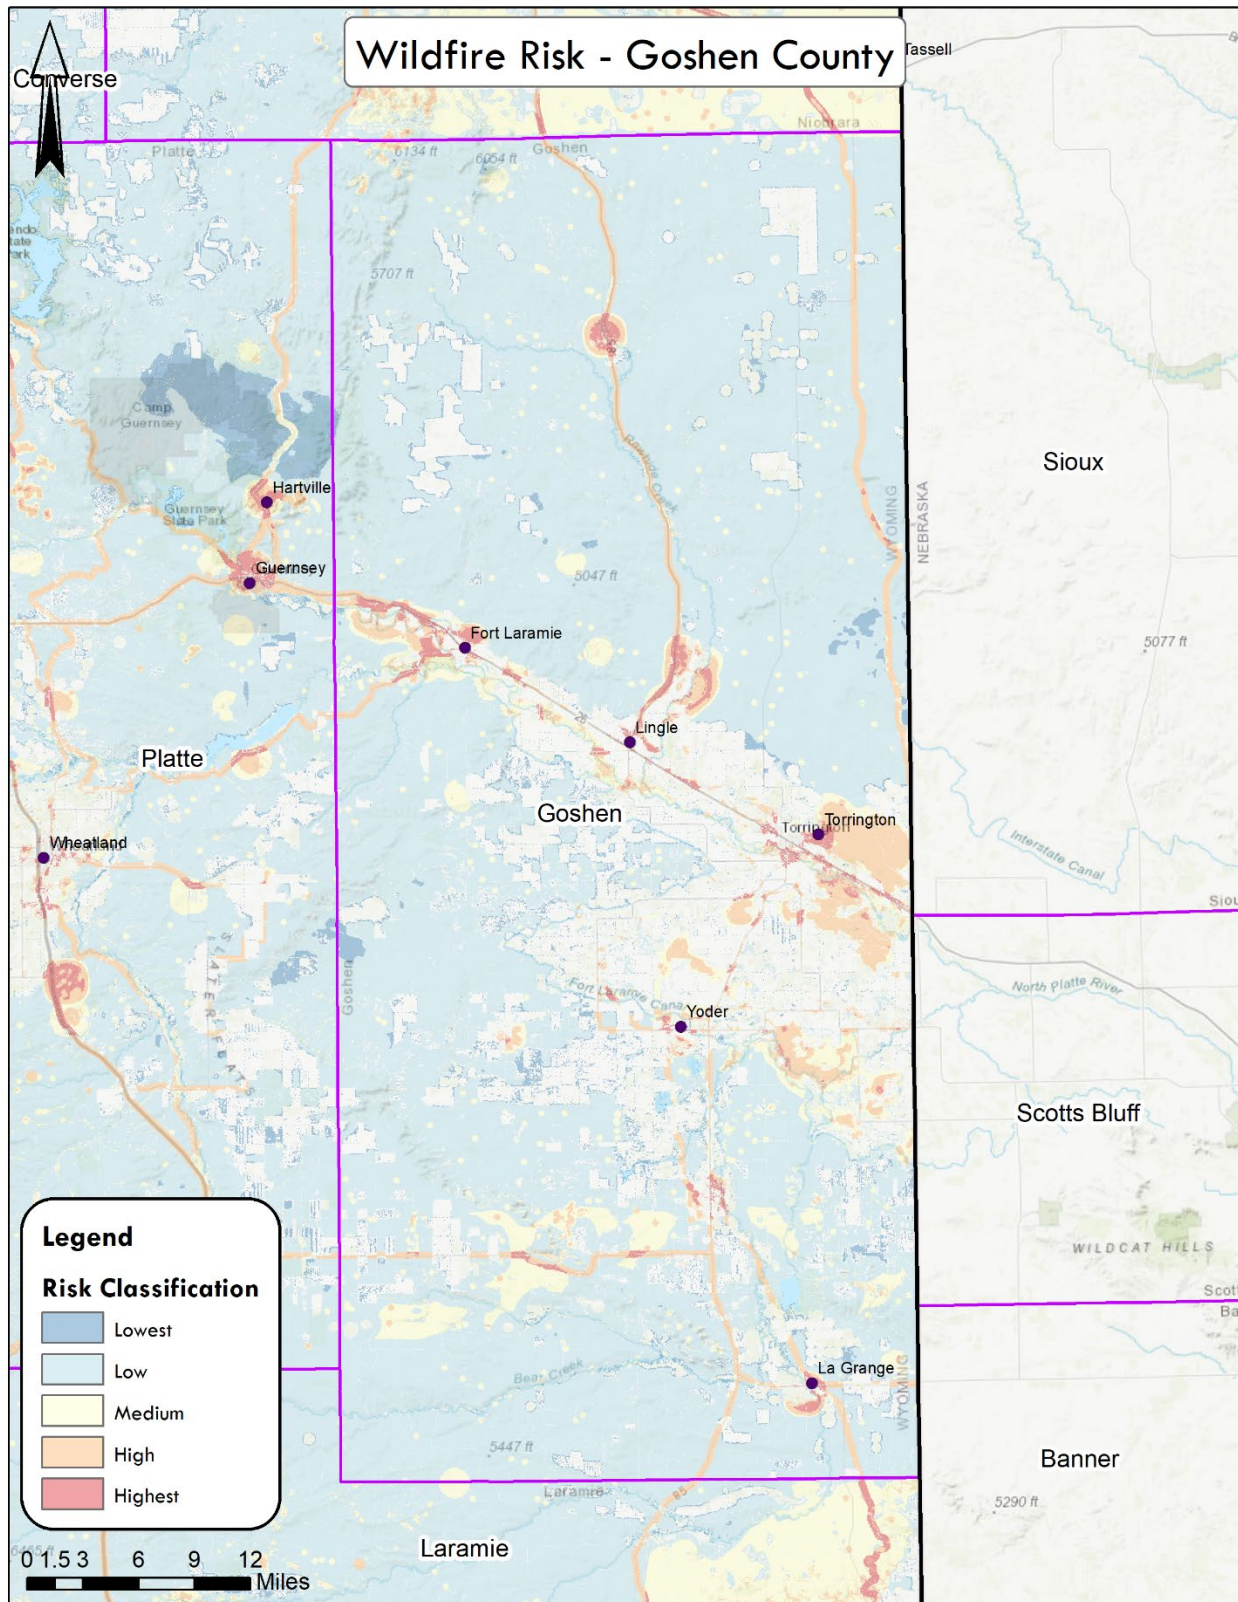 Wildfire Risk - Goshen County
Tassell
Converse
Niobrara
Platte
6134 ft
6054 ft
Goshen
5707 ft
Camp
Guernsey
Rawhide Creek
Sioux
Hartville
Guernsey
State Park
WYOMING
NEBRASKA
Guernsey
5047 ft
Fort Laramie
5077 ft
26
Lingle
Platte
Goshen
Torrington
Torrington
Wheatland
Interstate Canal
SLATER FLATS
Goshen
Fort Laramie Canal
North Platte River
Yoder
Scotts Bluff
WILDCAT HILLS
Legend
Risk Classification
Lowest
Low
Medium
High
Highest
La Grange
Bear Creek
WYOMING
5447 ft
Banner
Laramie
85
5290 ft
Laramie
0 1.5 3 6 9 12
Miles